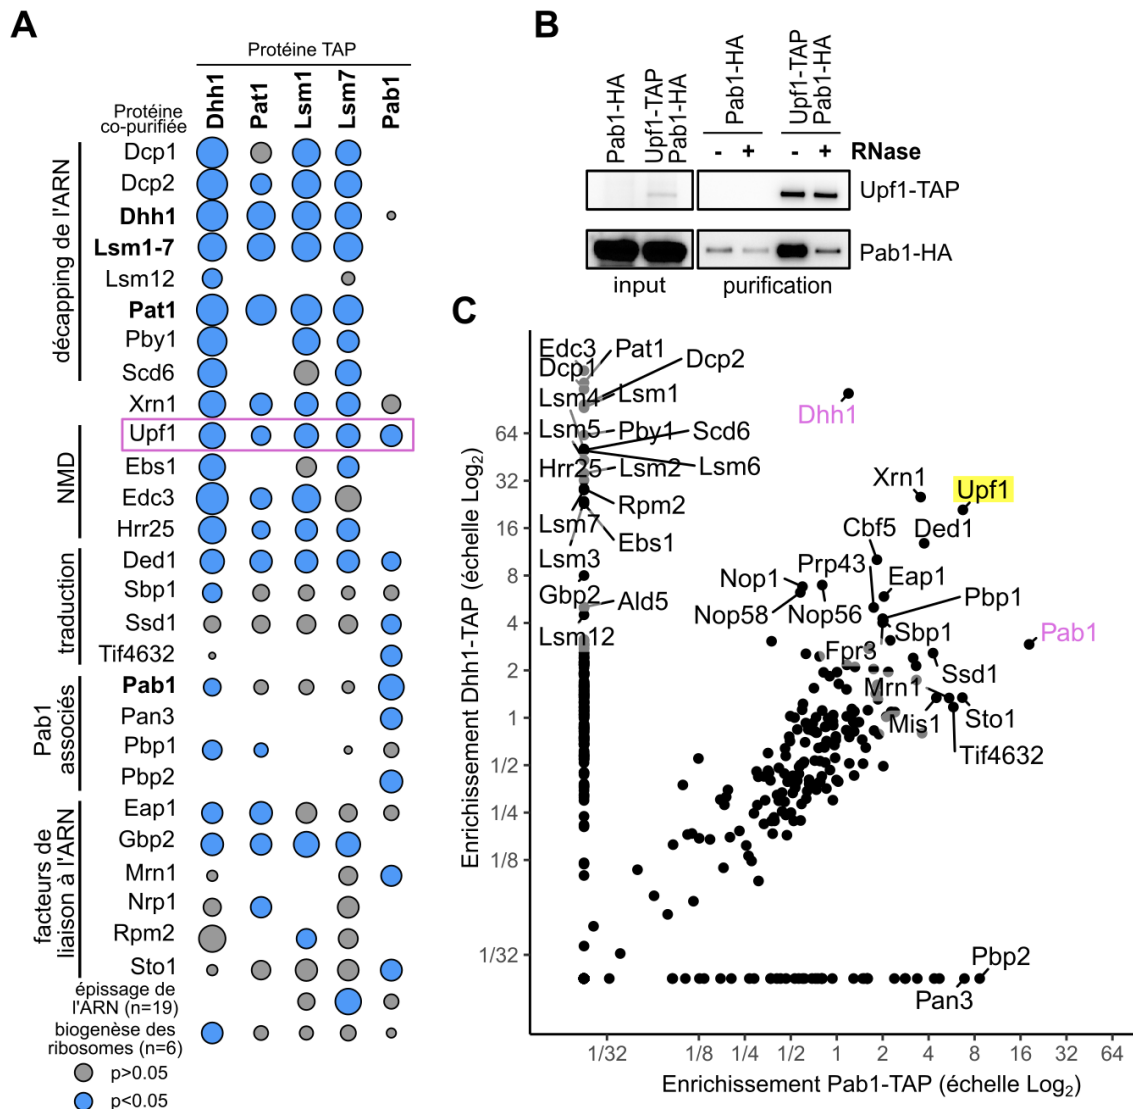 A
Protéine TAP
Protéine
co-purifiée
Dhh1
Pat1
Lsm1
Lsm7
Pab1
décapping de l'ARN
Dcp1
Dcp2
Dhh1
Lsm1-7
Lsm12
Pat1
Pby1
Scd6
Xrn1
NMD
Upf1
Ebs1
Edc3
Hrr25
traduction
Ded1
Sbp1
Ssd1
Tif4632
Pab1
associés
Pab1
Pan3
Pbp1
Pbp2
facteurs de
liaison à l'ARN
Eap1
Gbp2
Mrn1
Nrp1
Rpm2
Sto1
épissage de
l'ARN (n=19)
biogenèse des
ribosomes (n=6)
p>0.05
p<0.05
B
Pab1-HA
Upf1-TAP
Pab1-HA
Pab1-HA
Upf1-TAP
Pab1-HA
- + - + RNase
Upf1-TAP
Pab1-HA
input
purification
C
Enrichissement Dhh1-TAP (échelle Log2)
64
32
16
8
4
2
1
1/2
1/4
1/8
1/32
Edc3
Pat1
Dcp1
Dcp2
Lsm4
Lsm1
Dhh1
Lsm5
Pby1
Scd6
Hrr25
Lsm2
Lsm6
Rpm2
Lsm7
Ebs1
Lsm3
Gbp2
Ald5
Lsm12
Xrn1
Upf1
Cbf5
Ded1
Nop1
Prp43
Eap1
Nop58
Nop56
Pbp1
Sbp1
Pab1
Fpr3
Ssd1
Mrn1
Mis1
Sto1
Tif4632
Pbp2
Pan3
1/32 1/8 1/4 1/2 1 2 4 8 16 32 64
Enrichissement Pab1-TAP (échelle Log2)